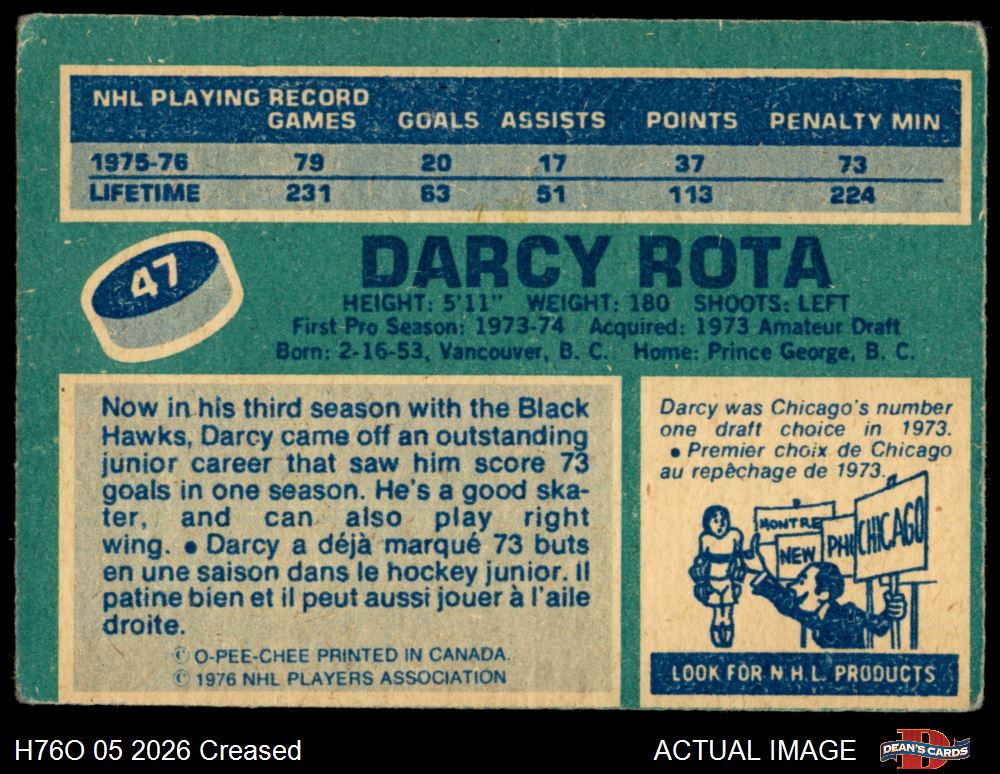 NHL PLAYING RECORD
GAMES GOALS ASSISTS POINTS PENALTY MIN
1975-76 79 20 17 37 73
LIFETIME 231 63 51 113 224
47
DARCY ROTA
HEIGHT: 5'11" WEIGHT: 180 SHOOTS: LEFT
First Pro Season: 1973-74 Acquired: 1973 Amateur Draft
Born: 2-16-53, Vancouver, B. C. Home: Prince George, B. C.
Now in his third season with the Black
Hawks, Darcy came off an outstanding
junior career that saw him score 73
goals in one season. He's a good ska-
ter, and can also play right
wing. • Darcy a déjà marqué 73 buts
en une saison dans le hockey junior. Il
patine bien et il peut aussi jouer à l'aile
droite.
© O-PEE-CHEE PRINTED IN CANADA.
© 1976 NHL PLAYERS ASSOCIATION
Darcy was Chicago's number
one draft choice in 1973.
• Premier choix de Chicago
au repêchage de 1973.
MONTRE
NEW
PHI
CHICAGO
LOOK FOR N.H.L. PRODUCTS
H76O 05 2026 Creased
ACTUAL IMAGE
DEAN'S CARDS